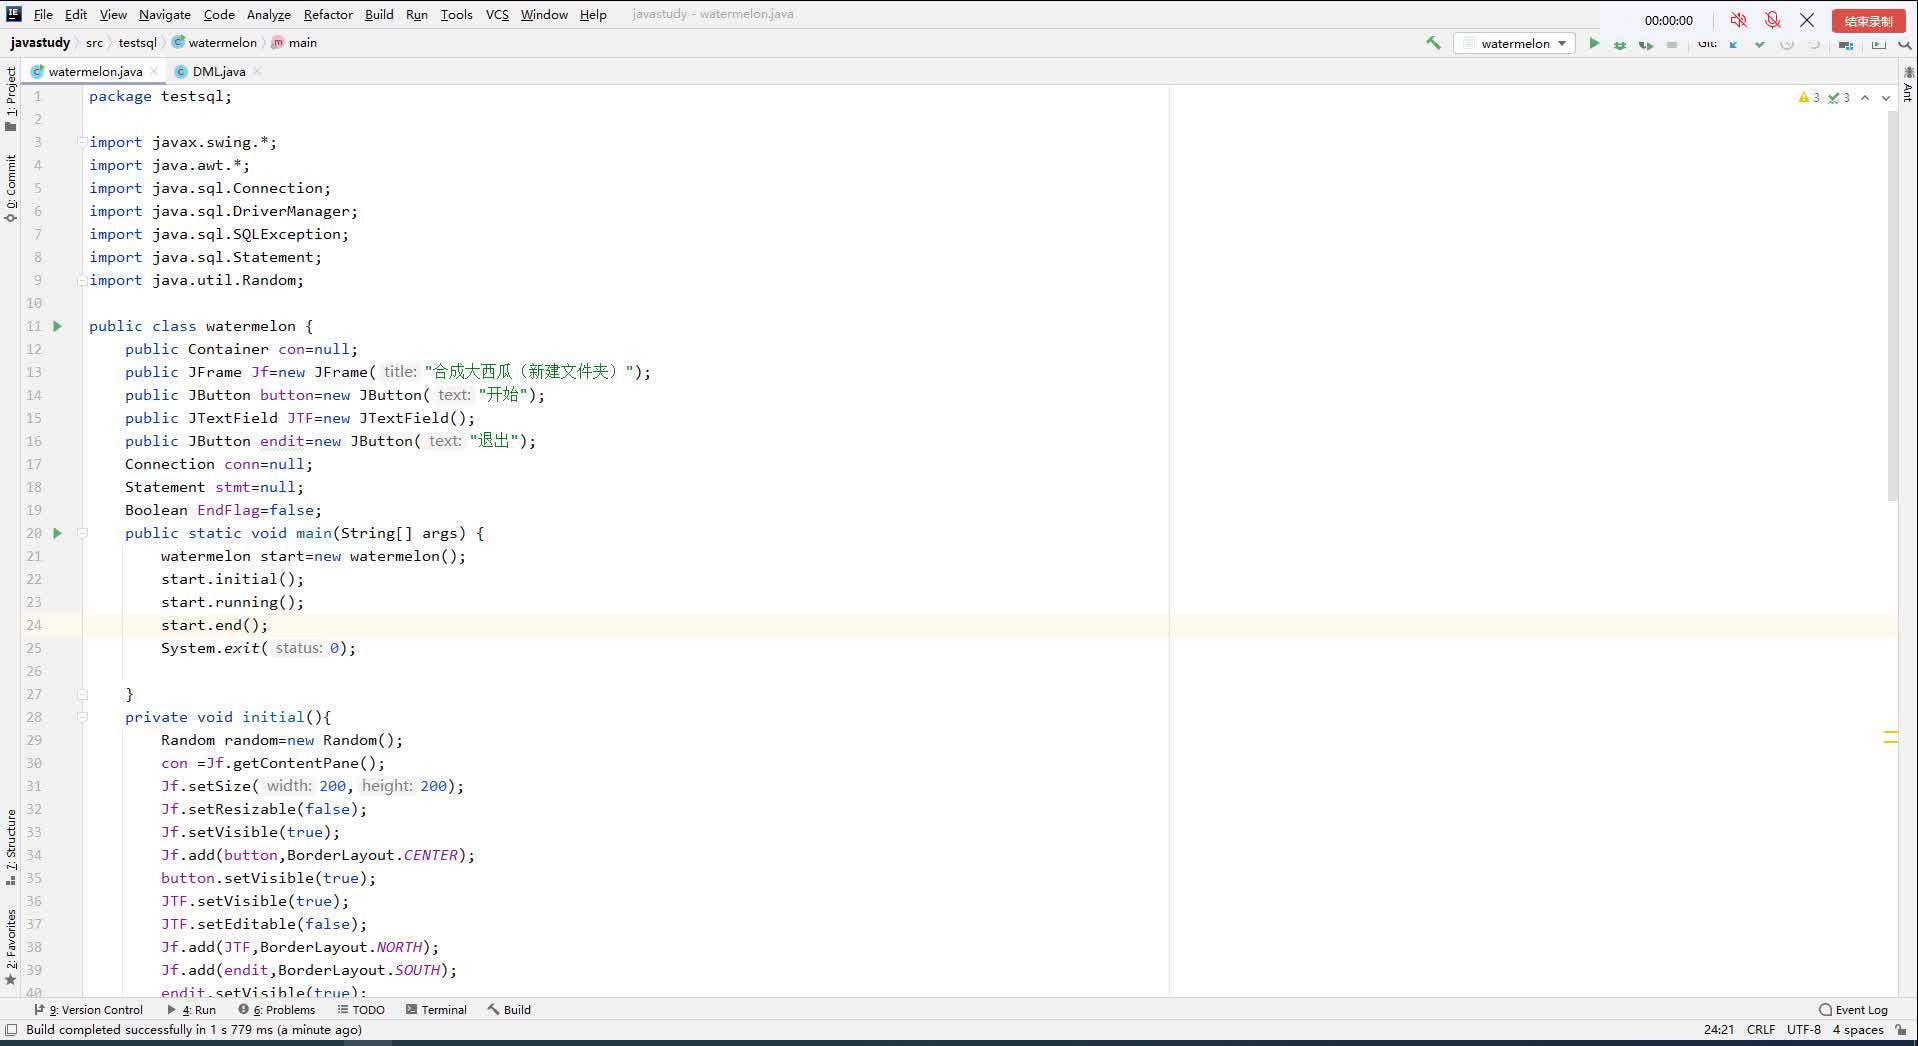 File Edit View Navigate Code Analyze Refactor Build Run Tools VCS Window Help javastudy - watermelon.java
00:00:00 结束录制
javastudy src testsql watermelon main
watermelon Git:
watermelon.java DML.java
1: Project
0: Commit
7: Structure
2: Favorites
Ant
3 3
1 package testsql;
2
3 import javax.swing.*;
4 import java.awt.*;
5 import java.sql.Connection;
6 import java.sql.DriverManager;
7 import java.sql.SQLException;
8 import java.sql.Statement;
9 import java.util.Random;
10
11 public class watermelon {
12 public Container con=null;
13 public JFrame Jf=new JFrame( title: "合成大西瓜（新建文件夹）");
14 public JButton button=new JButton( text: "开始");
15 public JTextField JTF=new JTextField();
16 public JButton endit=new JButton( text: "退出");
17 Connection conn=null;
18 Statement stmt=null;
19 Boolean EndFlag=false;
20 public static void main(String[] args) {
21 watermelon start=new watermelon();
22 start.initial();
23 start.running();
24 start.end();
25 System.exit( status: 0);
26
27 }
28 private void initial(){
29 Random random=new Random();
30 con =Jf.getContentPane();
31 Jf.setSize( width: 200, height: 200);
32 Jf.setResizable(false);
33 Jf.setVisible(true);
34 Jf.add(button,BorderLayout.CENTER);
35 button.setVisible(true);
36 JTF.setVisible(true);
37 JTF.setEditable(false);
38 Jf.add(JTF,BorderLayout.NORTH);
39 Jf.add(endit,BorderLayout.SOUTH);
40 endit.setVisible(true);
9: Version Control 4: Run 6: Problems TODO Terminal Build Event Log
Build completed successfully in 1 s 779 ms (a minute ago) 24:21 CRLF UTF-8 4 spaces